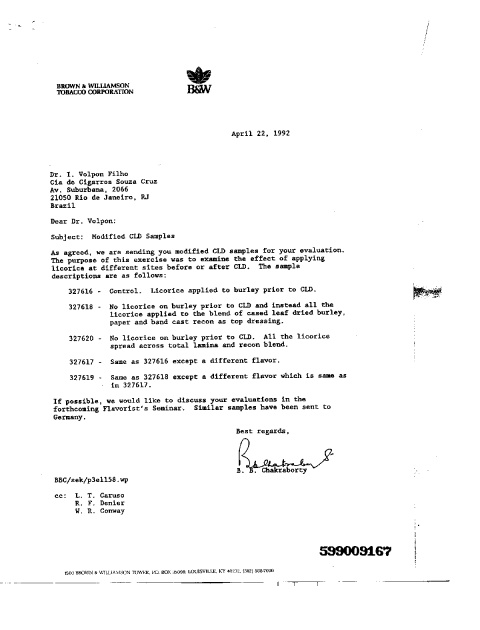 BROWN & WILLIAMSON
TOBACCO CORPORATION
B&W
April 22, 1992
Dr. I. Volpon Filho
Cia de Cigarros Souza Cruz
Av. Suburbana, 2066
21050 Rio de Janeiro, RJ
Brazil
Dear Dr. Volpon:
Subject: Modified CLD Samples
As agreed, we are sending you modified CLD samples for your evaluation.
The purpose of this exercise was to examine the effect of applying
licorice at different sites before or after CLD. The sample
descriptions are as follows:
327616 - Control. Licorice applied to burley prior to CLD.
327618 - No licorice on burley prior to CLD and instead all the
licorice applied to the blend of cased leaf dried burley,
paper and band cast recon as top dressing.
327620 - No licorice on burley prior to CLD. All the licorice
spread across total lamina and recon blend.
327617 - Same as 327616 except a different flavor.
327619 - Same as 327618 except a different flavor which is same as
in 327617.
If possible, we would like to discuss your evaluations in the
forthcoming Flavorist's Seminar. Similar samples have been sent to
Germany.
Best regards,
B. B. Chakraborty
BBC/sek/p3el158.wp
cc: L. T. Caruso
R. F. Denier
W. R. Conway
599009167
1500 BROWN & WILLIAMSON TOWER, P.O. BOX 35090, LOUISVILLE, KY 40232, (502) 568-7000